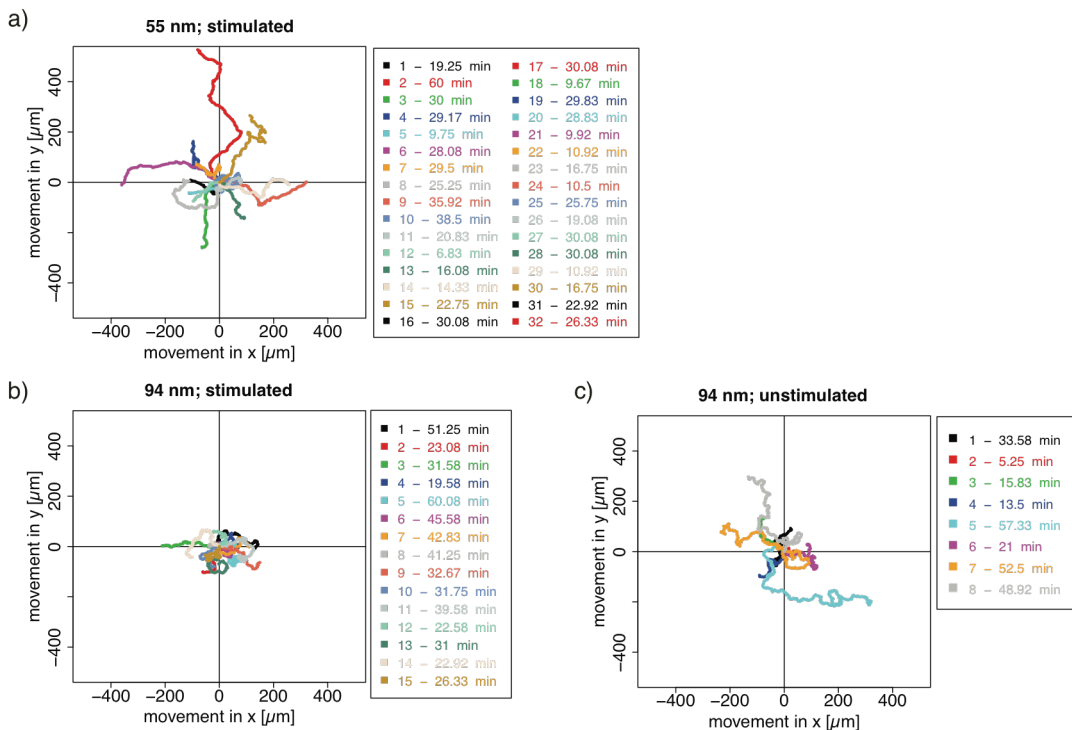 a)
55 nm; stimulated
movement in y [µm]
400
200
0
−400
−400
−200
0
200
400
movement in x [µm]
1 − 19.25 min
2 − 60 min
3 − 30 min
4 − 29.17 min
5 − 9.75 min
6 − 28.08 min
7 − 29.5 min
8 − 25.25 min
9 − 35.92 min
10 − 38.5 min
11 − 20.83 min
12 − 6.83 min
13 − 16.08 min
14 − 14.33 min
15 − 22.75 min
16 − 30.08 min
17 − 30.08 min
18 − 9.67 min
19 − 29.83 min
20 − 28.83 min
21 − 9.92 min
22 − 10.92 min
23 − 16.75 min
24 − 10.5 min
25 − 25.75 min
26 − 19.08 min
27 − 30.08 min
28 − 30.08 min
29 − 10.92 min
30 − 16.75 min
31 − 22.92 min
32 − 26.33 min
b)
94 nm; stimulated
movement in y [µm]
400
200
0
−400
−400
−200
0
200
400
movement in x [µm]
1 − 51.25 min
2 − 23.08 min
3 − 31.58 min
4 − 19.58 min
5 − 60.08 min
6 − 45.58 min
7 − 42.83 min
8 − 41.25 min
9 − 32.67 min
10 − 31.75 min
11 − 39.58 min
12 − 22.58 min
13 − 31 min
14 − 22.92 min
15 − 26.33 min
c)
94 nm; unstimulated
movement in y [µm]
400
200
0
−400
−400
−200
0
200
400
movement in x [µm]
1 − 33.58 min
2 − 5.25 min
3 − 15.83 min
4 − 13.5 min
5 − 57.33 min
6 − 21 min
7 − 52.5 min
8 − 48.92 min